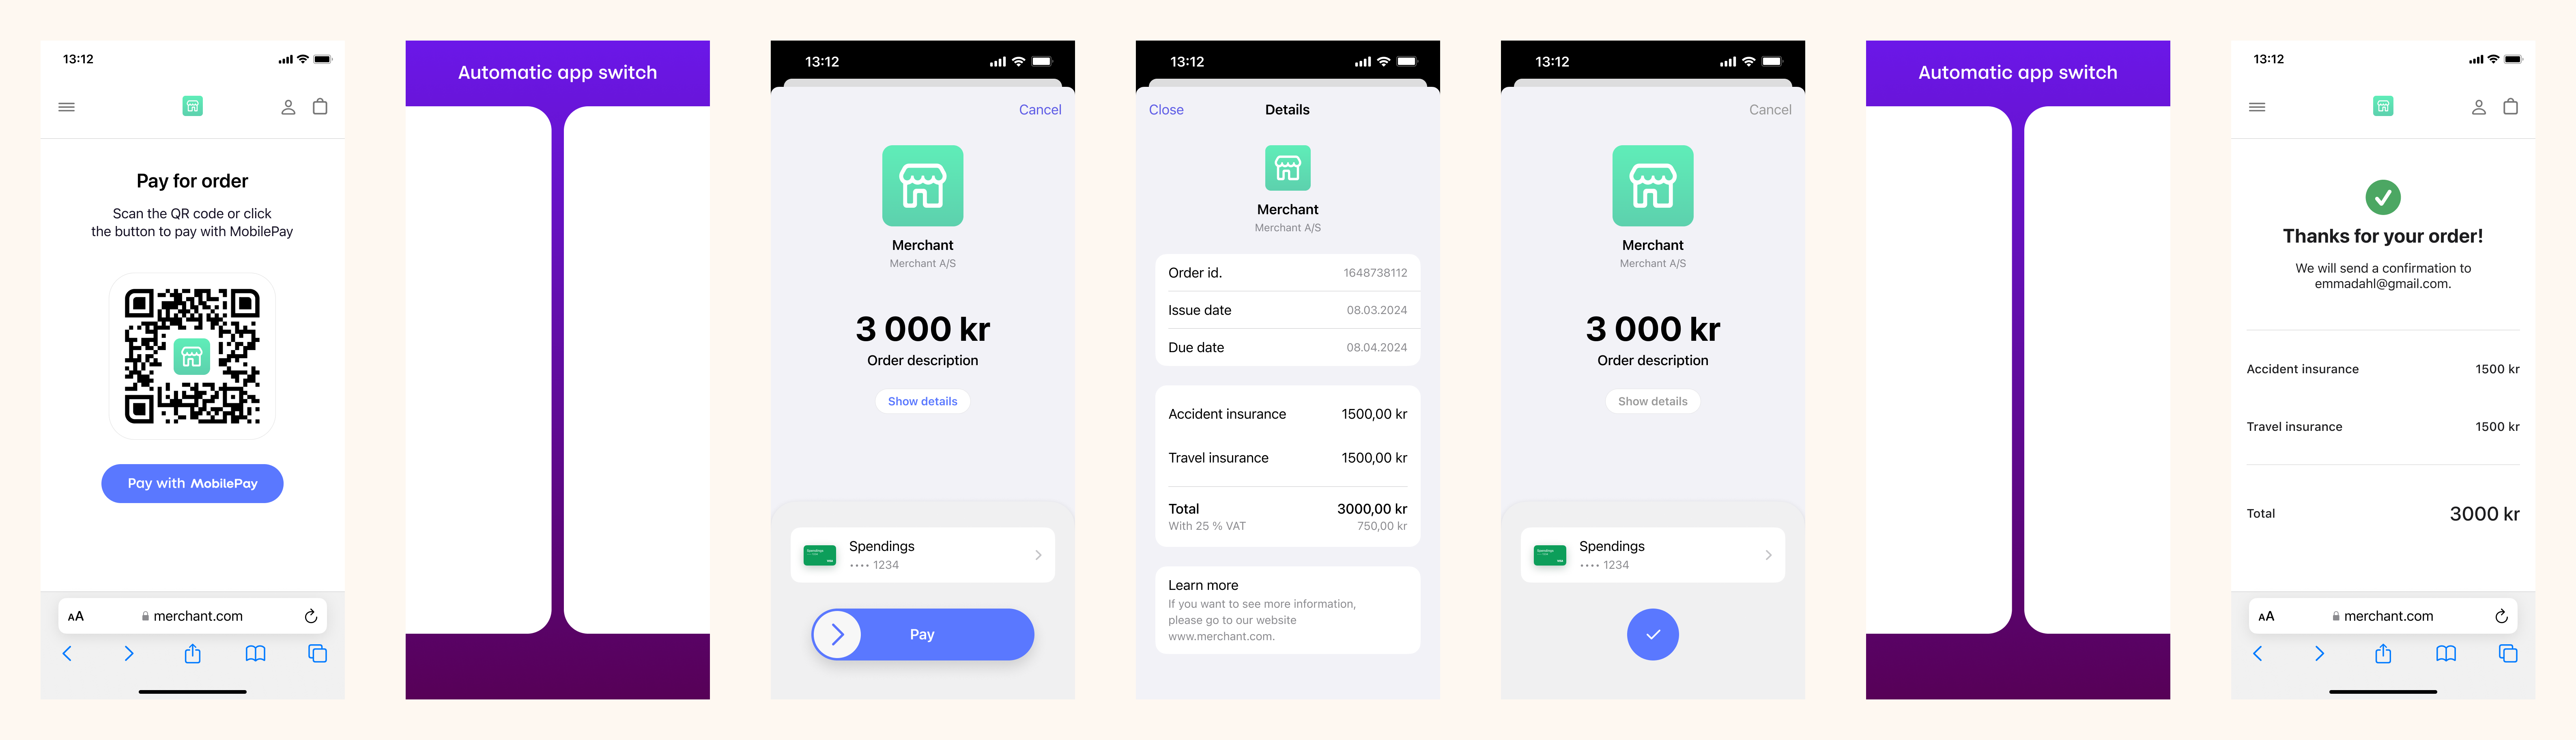 13:12
Pay for order
Scan the QR code or click
the button to pay with MobilePay
Pay with MobilePay
AA
merchant.com
Automatic app switch
13:12
Cancel
Merchant
Merchant A/S
3 000 kr
Order description
Show details
Spendings
•••• 1234
Pay
13:12
Close
Details
Merchant
Merchant A/S
Order id.
1648738112
Issue date
08.03.2024
Due date
08.04.2024
Accident insurance
1500,00 kr
Travel insurance
1500,00 kr
Total
3000,00 kr
With 25 % VAT
750,00 kr
Learn more
If you want to see more information,
please go to our website
www.merchant.com.
13:12
Cancel
Merchant
Merchant A/S
3 000 kr
Order description
Show details
Spendings
•••• 1234
Automatic app switch
13:12
Thanks for your order!
We will send a confirmation to
emmadahl@gmail.com.
Accident insurance
1500 kr
Travel insurance
1500 kr
Total
3000 kr
AA
merchant.com